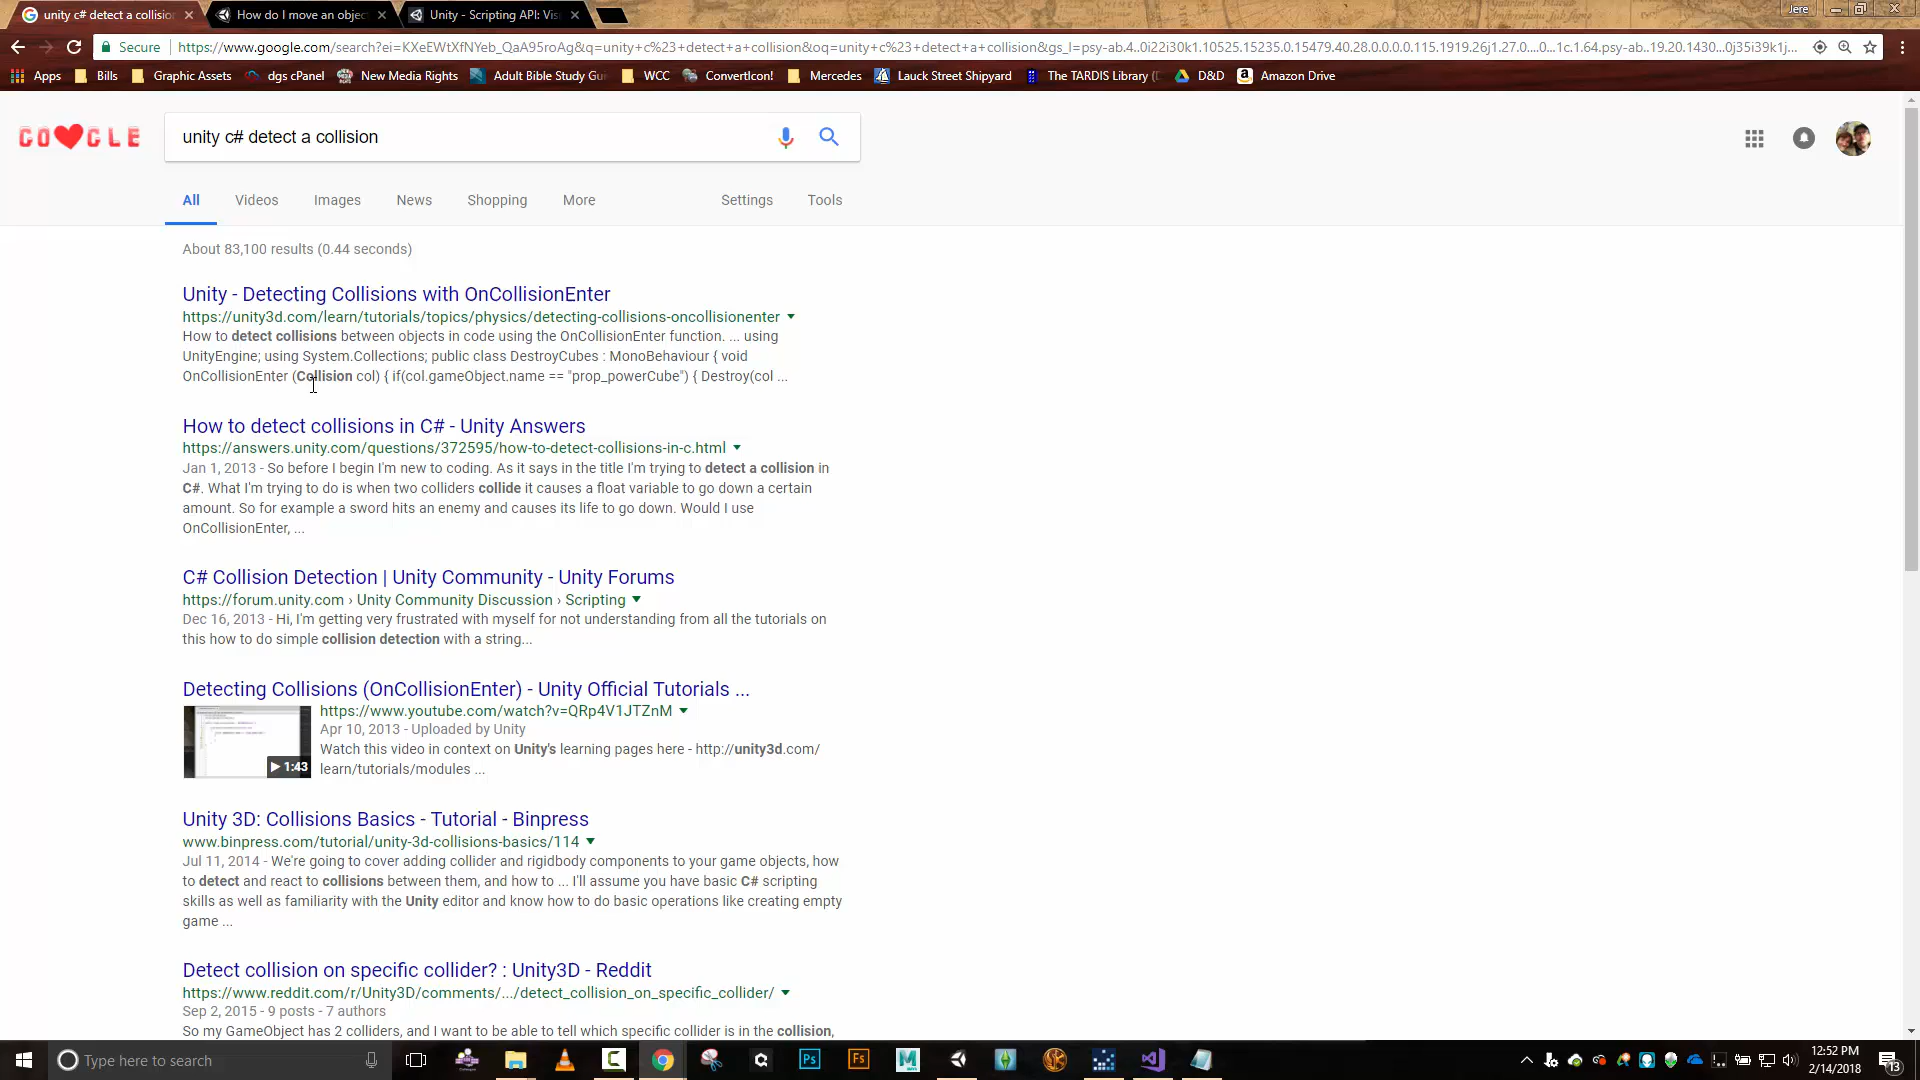 unity c# detect a collision
How do I move an objec
Unity - Scripting API: Vis
Jere
Secure
https://www.google.com/search?ei=KXeEWtXfNYeb_QaA95roAg&q=unity+c%23+detect+a+collision&oq=unity+c%23+detect+a+collision&gs_l=psy-ab.4..0i22i30k1.10525.15235.0.15479.40.28.0.0.0.0.115.1919.26j1.27.0....0...1c.1.64.psy-ab..19.20.1430...0j35i39k1j...
Apps
Bills
Graphic Assets
dgs cPanel
New Media Rights
Adult Bible Study Gu
WCC
ConvertIcon!
Mercedes
Lauck Street Shipyard
The TARDIS Library (
D&D
Amazon Drive
GO GLE
unity c# detect a collision
All
Videos
Images
News
Shopping
More
Settings
Tools
About 83,100 results (0.44 seconds)
Unity - Detecting Collisions with OnCollisionEnter
https://unity3d.com/learn/tutorials/topics/physics/detecting-collisions-oncollisionenter
How to detect collisions between objects in code using the OnCollisionEnter function. ... using
UnityEngine; using System.Collections; public class DestroyCubes : MonoBehaviour { void
OnCollisionEnter (Collision col) { if(col.gameObject.name == "prop_powerCube") { Destroy(col ...
How to detect collisions in C# - Unity Answers
https://answers.unity.com/questions/372595/how-to-detect-collisions-in-c.html
Jan 1, 2013 - So before I begin I'm new to coding. As it says in the title I'm trying to detect a collision in
C#. What I'm trying to do is when two colliders collide it causes a float variable to go down a certain
amount. So for example a sword hits an enemy and causes its life to go down. Would I use
OnCollisionEnter, ...
C# Collision Detection | Unity Community - Unity Forums
https://forum.unity.com › Unity Community Discussion › Scripting
Dec 16, 2013 - Hi, I'm getting very frustrated with myself for not understanding from all the tutorials on
this how to do simple collision detection with a string...
Detecting Collisions (OnCollisionEnter) - Unity Official Tutorials ...
https://www.youtube.com/watch?v=QRp4V1JTZnM
Apr 10, 2013 - Uploaded by Unity
Watch this video in context on Unity's learning pages here - http://unity3d.com/
learn/tutorials/modules ...
1:43
Unity 3D: Collisions Basics - Tutorial - Binpress
www.binpress.com/tutorial/unity-3d-collisions-basics/114
Jul 11, 2014 - We're going to cover adding collider and rigidbody components to your game objects, how
to detect and react to collisions between them, and how to ... I'll assume you have basic C# scripting
skills as well as familiarity with the Unity editor and know how to do basic operations like creating empty
game ...
Detect collision on specific collider? : Unity3D - Reddit
https://www.reddit.com/r/Unity3D/comments/.../detect_collision_on_specific_collider/
Sep 2, 2015 - 9 posts - 7 authors
So my GameObject has 2 colliders, and I want to be able to tell which specific collider is in the collision,
Type here to search
Ps
Fs
M
12:52 PM
2/14/2018
13